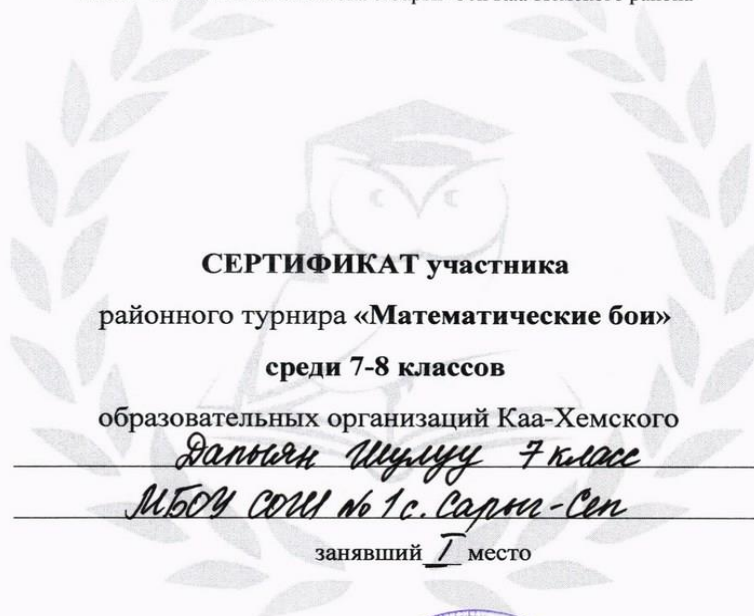 СЕРТИФИКАТ участника
районного турнира «Математические бои»
среди 7-8 классов
образовательных организаций Каа-Хемского
Дапыян Шулуу 7 класс
МБОУ СОШ № 1 с. Сарыг-Сеп
занявший I место